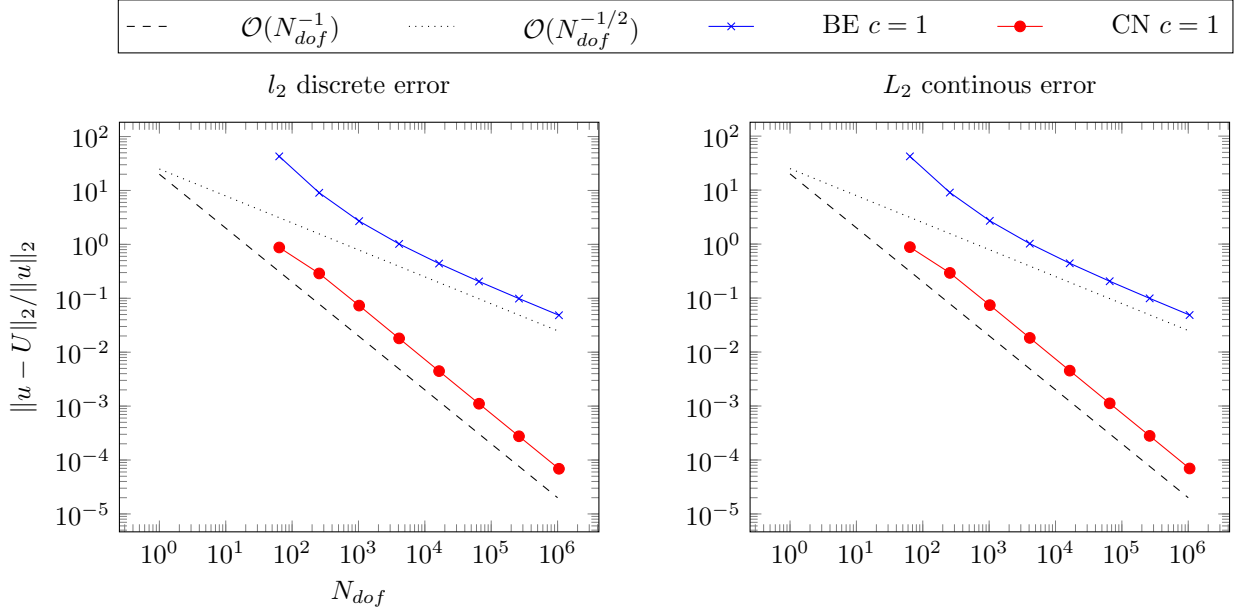 O(N_{dof}^{-1}) O(N_{dof}^{-1/2}) BE c = 1 CN c = 1
l_2 discrete error
L_2 continous error
10^2
10^1
10^0
10^{-1}
10^{-2}
10^{-3}
10^{-4}
10^{-5}
10^0 10^1 10^2 10^3 10^4 10^5 10^6
N_{dof}
‖u − U‖_2/‖u‖_2
10^2
10^1
10^0
10^{-1}
10^{-2}
10^{-3}
10^{-4}
10^{-5}
10^0 10^1 10^2 10^3 10^4 10^5 10^6